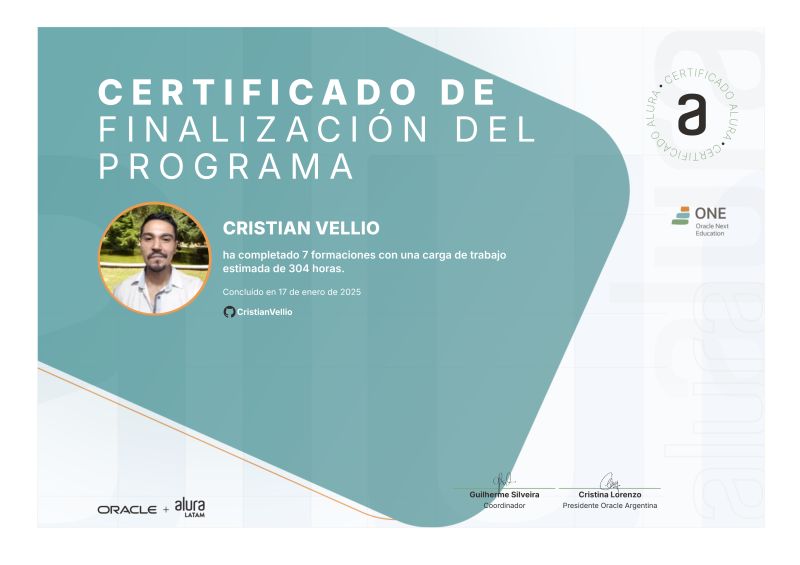 CERTIFICADO DE
FINALIZACIÓN DEL
PROGRAMA
CERTIFICADO ALURA • CERTIFICADO ALURA •
a
ONE
Oracle Next
Education
CRISTIAN VELLIO
ha completado 7 formaciones con una carga de trabajo
estimada de 304 horas.
Concluido en 17 de enero de 2025
CristianVellio
alura
alura
Guilherme Silveira
Coordinador
Cristina Lorenzo
Presidente Oracle Argentina
ORACLE + alura
LATAM